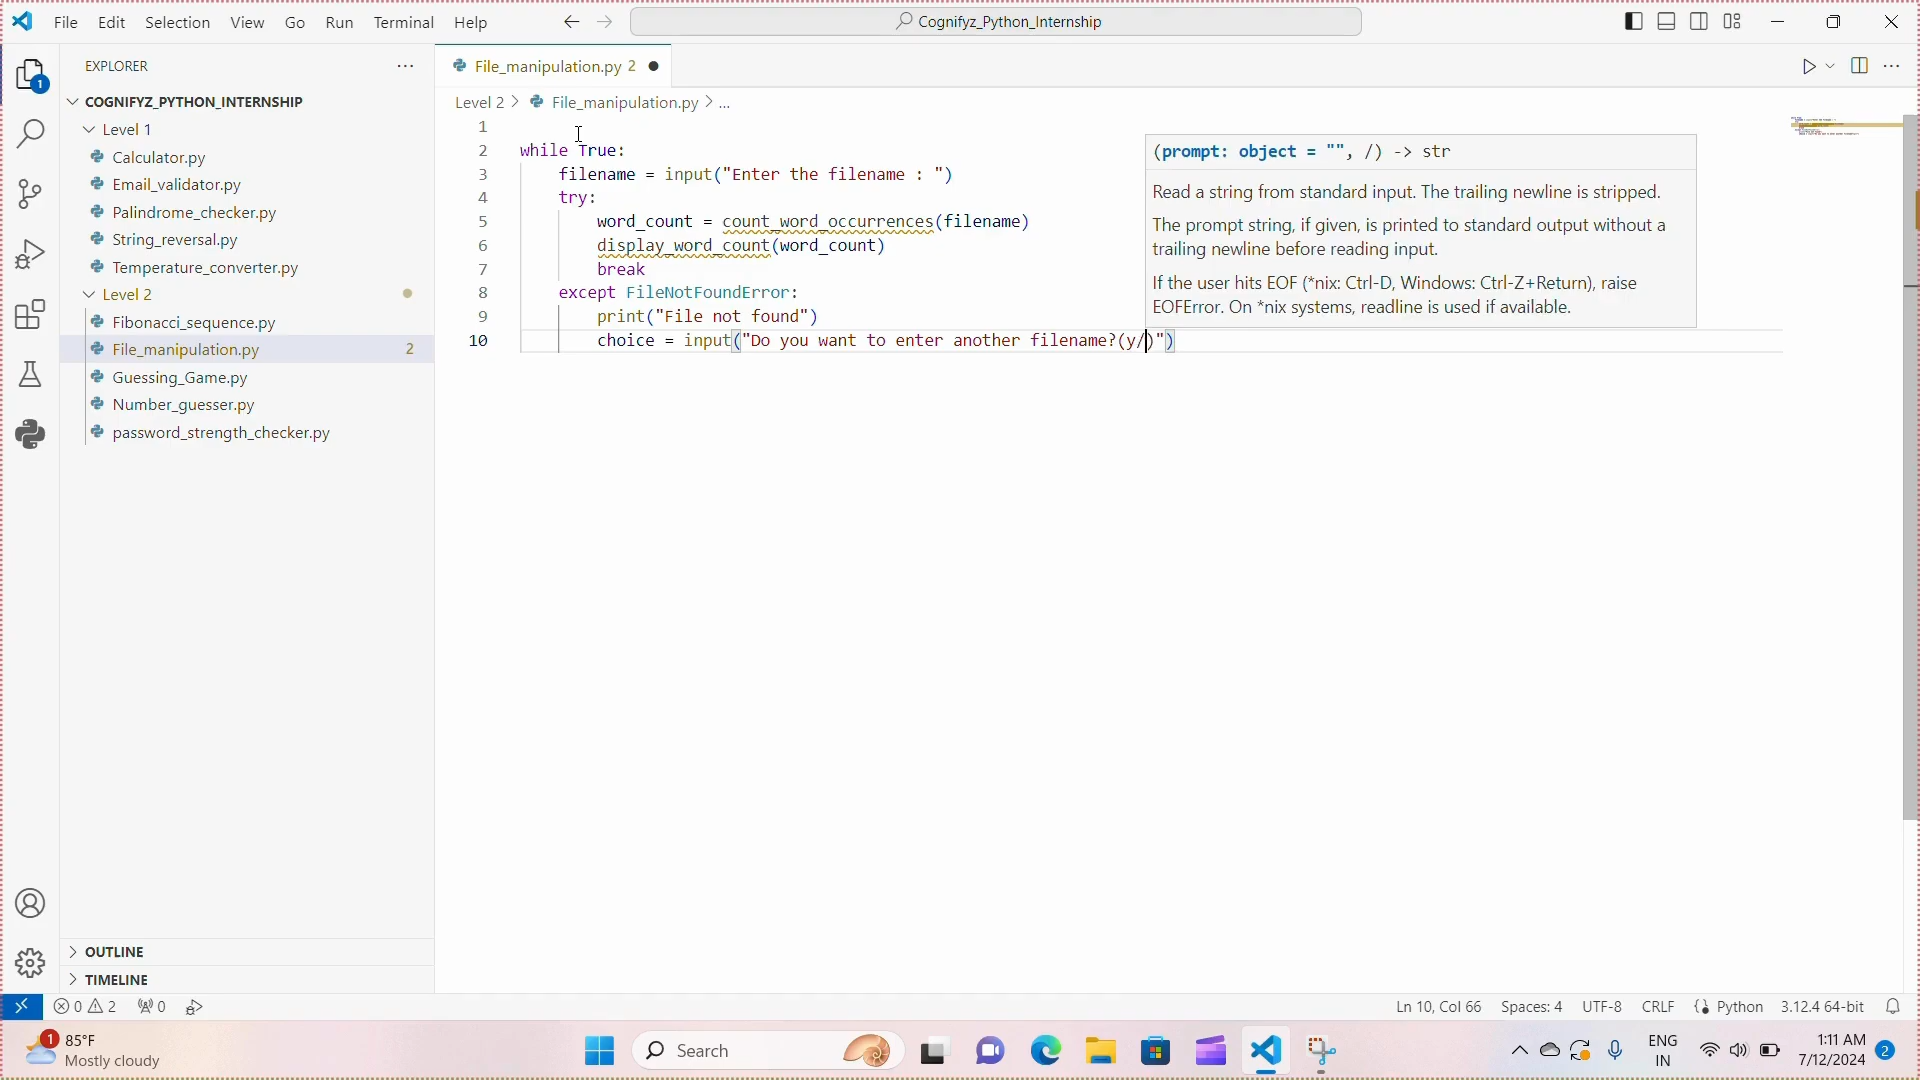 File Edit Selection View Go Run Terminal Help
Cognifyz_Python_Internship
EXPLORER
File_manipulation.py 2
1
COGNIFYZ_PYTHON_INTERNSHIP
Level 1
Calculator.py
Email_validator.py
Palindrome_checker.py
String_reversal.py
Temperature_converter.py
Level 2
Fibonacci_sequence.py
File_manipulation.py 2
Guessing_Game.py
Number_guesser.py
password_strength_checker.py
OUTLINE
TIMELINE
Level 2 > File_manipulation.py > ...
1
2 while True:
3 filename = input("Enter the filename : ")
4 try:
5 word_count = count_word_occurrences(filename)
6 display_word_count(word_count)
7 break
8 except FileNotFoundError:
9 print("File not found")
10 choice = input("Do you want to enter another filename?(y/)")
(prompt: object = "", /) -> str
Read a string from standard input. The trailing newline is stripped.
The prompt string, if given, is printed to standard output without a
trailing newline before reading input.
If the user hits EOF (*nix: Ctrl-D, Windows: Ctrl-Z+Return), raise
EOFError. On *nix systems, readline is used if available.
0 2 0
Ln 10, Col 66 Spaces: 4 UTF-8 CRLF Python 3.12.4 64-bit
1
85°F
Mostly cloudy
Search
ENG
IN
1:11 AM
7/12/2024
2